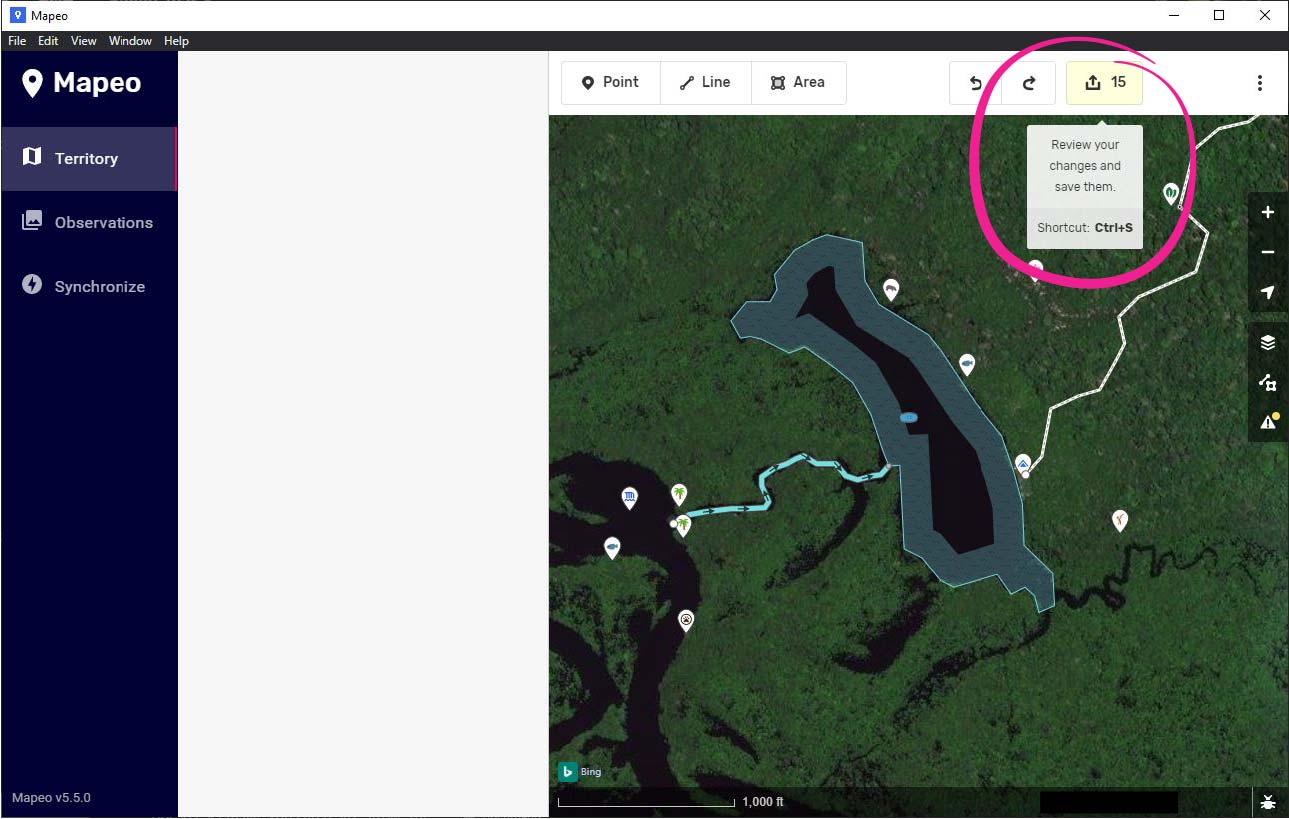 Mapeo
File Edit View Window Help
Mapeo
Point Line Area 15
Territory
Observations
Synchronize
Review your
changes and
save them.
Shortcut: Ctrl+S
Bing
1,000 ft
Mapeo v5.5.0